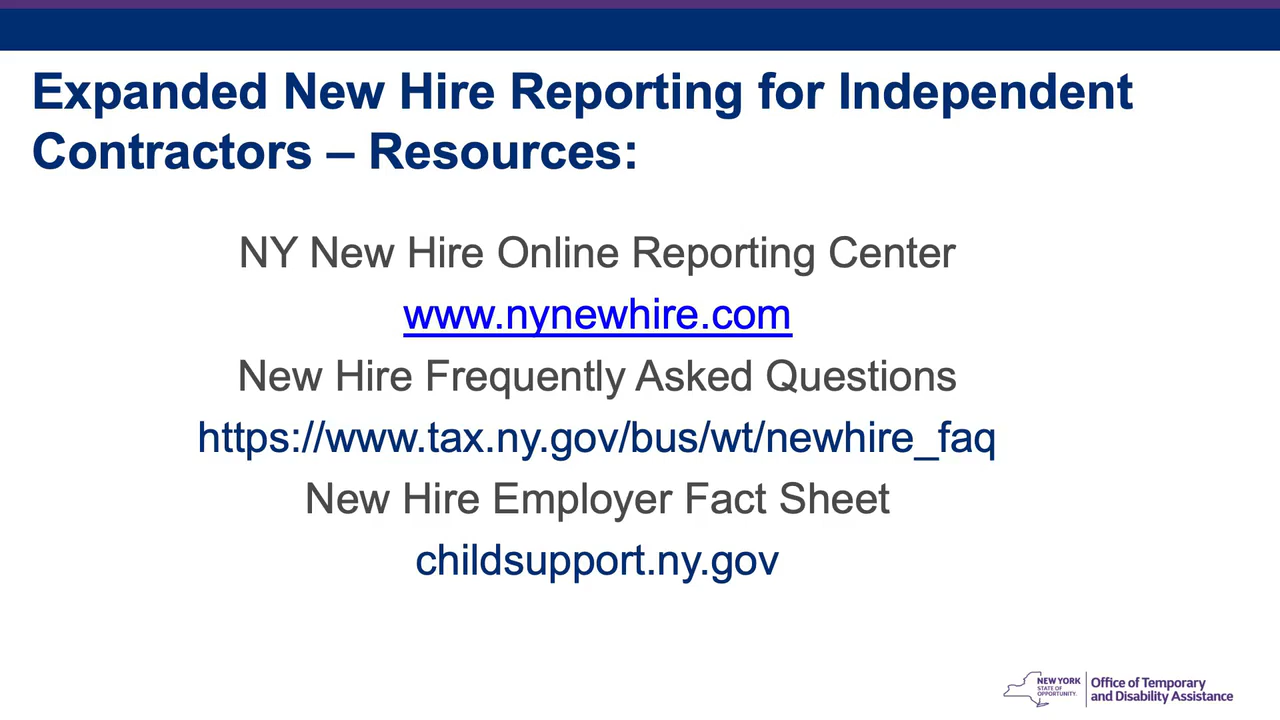 Expanded New Hire Reporting for Independent
Contractors – Resources:
NY New Hire Online Reporting Center
www.nynewhire.com
New Hire Frequently Asked Questions
https://www.tax.ny.gov/bus/wt/newhire_faq
New Hire Employer Fact Sheet
childsupport.ny.gov
NEW YORK
STATE OF
OPPORTUNITY.
Office of Temporary
and Disability Assistance